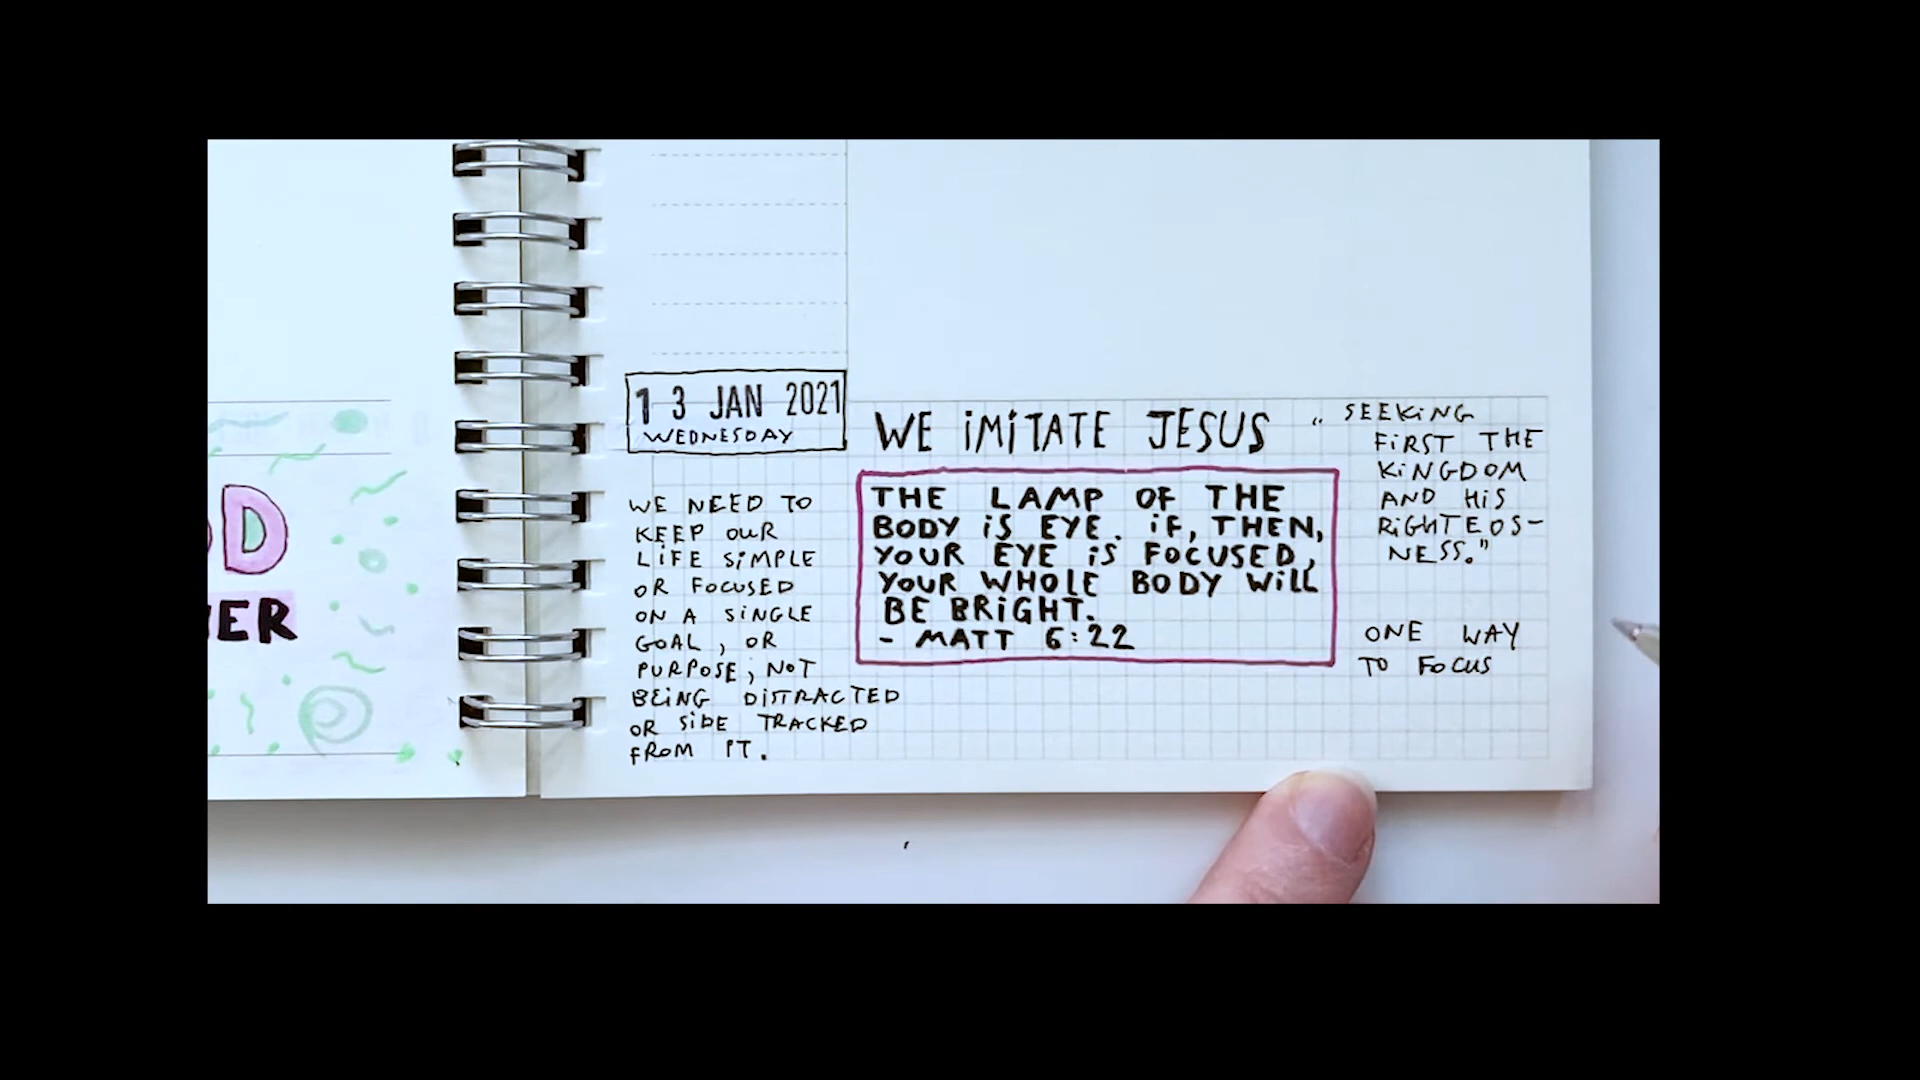 D
ER
13 JAN 2021
WEDNESDAY
WE NEED TO
KEEP OUR
LIFE SIMPLE
OR FOCUSED
ON A SINGLE
GOAL, OR
PURPOSE, NOT
BEING DISTRACTED
OR SIDE TRACKED
FROM IT.
WE IMITATE JESUS
THE LAMP OF THE
BODY IS EYE. IF, THEN,
YOUR EYE IS FOCUSED,
YOUR WHOLE BODY WILL
BE BRIGHT.
- MATT 6:22
"SEEKING
FIRST THE
KINGDOM
AND HIS
RIGHTEOS-
NESS."
ONE WAY
TO FOCUS